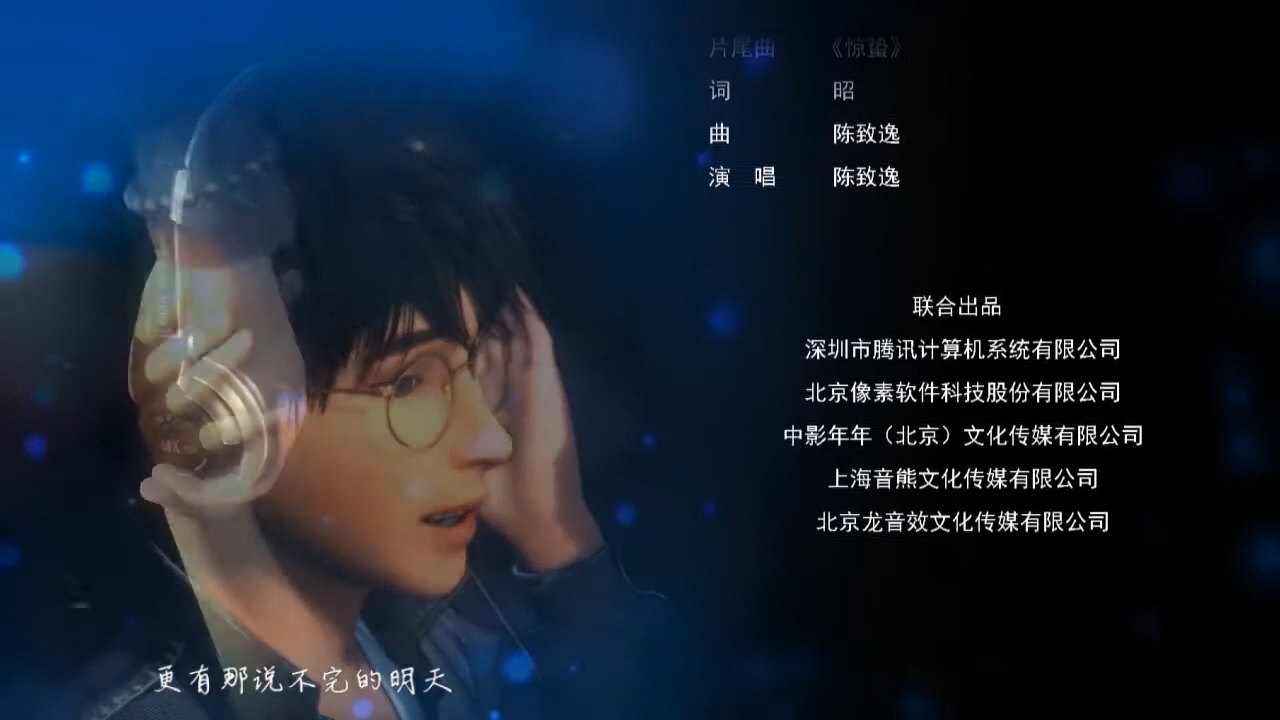 片尾曲 《惊蛰》
词 昭
曲 陈致逸
演 唱 陈致逸
联合出品
深圳市腾讯计算机系统有限公司
北京像素软件科技股份有限公司
中影年年（北京）文化传媒有限公司
上海音熊文化传媒有限公司
北京龙音效文化传媒有限公司
更有那说不完的明天
MX